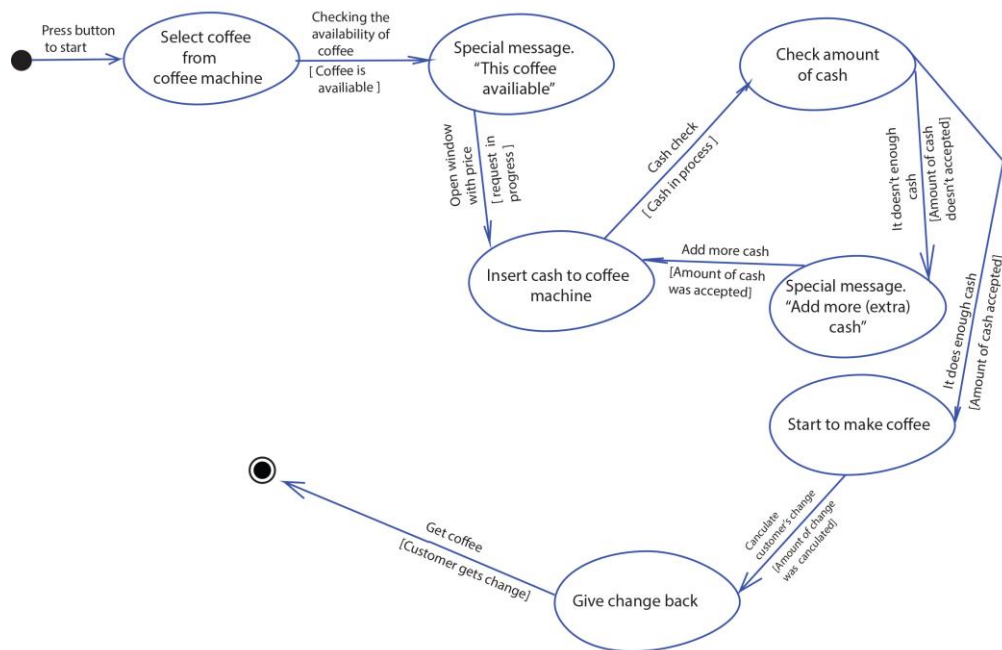 Press button
to start
Select coffee
from
coffee machine
Checking the
availability of
coffee
[ Coffee is
availiable ]
Special message.
“This coffee
availiable”
Open window
with price
[ request in
progress ]
Insert cash to coffee
machine
Cash check
[ Cash in process ]
Check amount
of cash
It doesn't enough
cash
[Amount of cash
doesn't accepted]
Add more cash
[Amount of cash
was accepted]
Special message.
“Add more (extra)
cash”
It does enough cash
[Amount of cash accepted]
Start to make coffee
Canculate
customer's change
[Amount of change
was canculated]
Give change back
Get coffee
[Customer gets change]